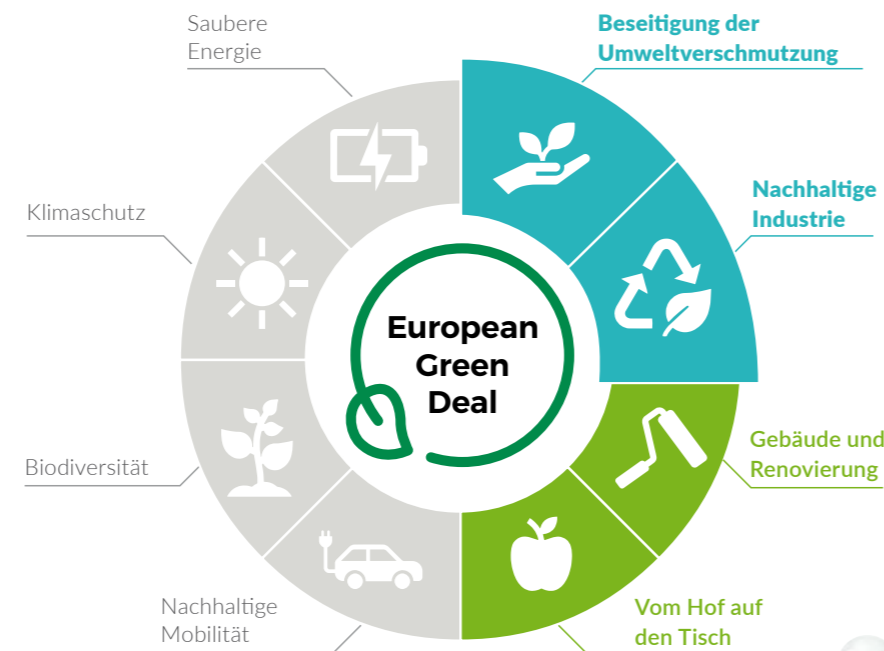 Saubere
Energie
Beseitigung der
Umweltverschmutzung
Klimaschutz
Nachhaltige
Industrie
European
Green
Deal
Biodiversität
Gebäude und
Renovierung
Nachhaltige
Mobilität
Vom Hof auf
den Tisch